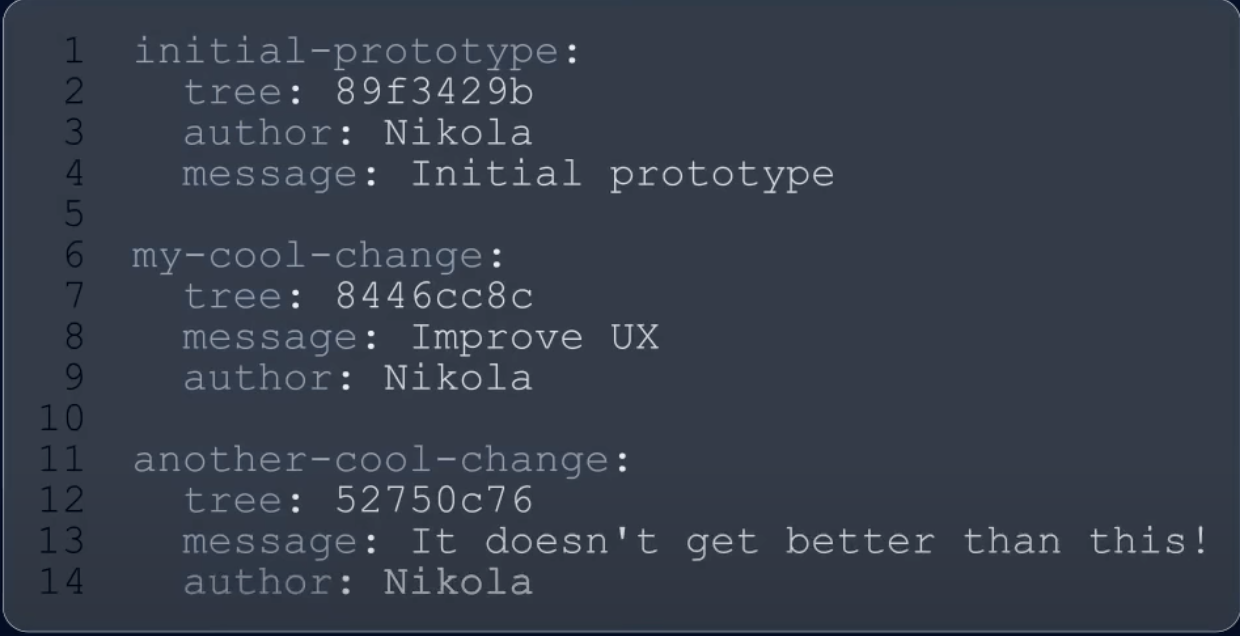 1 initial-prototype:
2 tree: 89f3429b
3 author: Nikola
4 message: Initial prototype
5
6 my-cool-change:
7 tree: 8446cc8c
8 message: Improve UX
9 author: Nikola
10
11 another-cool-change:
12 tree: 52750c76
13 message: It doesn't get better than this!
14 author: Nikola